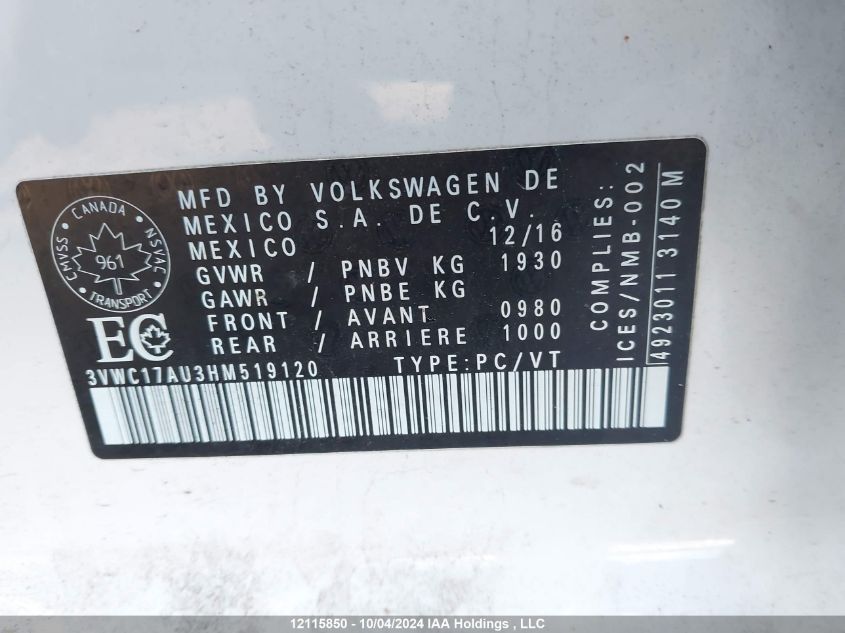 CANADA
CMVSS
NSVAC
961
TRANSPORT
EC
MFD BY VOLKSWAGEN DE
MEXICO S.A. DE C.V.
MEXICO 12/16
GVWR / PNBV KG 1930
GAWR / PNBE KG
FRONT / AVANT 0980
REAR / ARRIERE 1000
3VWC17AU3HM519120 TYPE:PC/VT
COMPLIES:
ICES/NMB-002
4923011 3140 M
12115850 - 10/04/2024 IAA Holdings , LLC